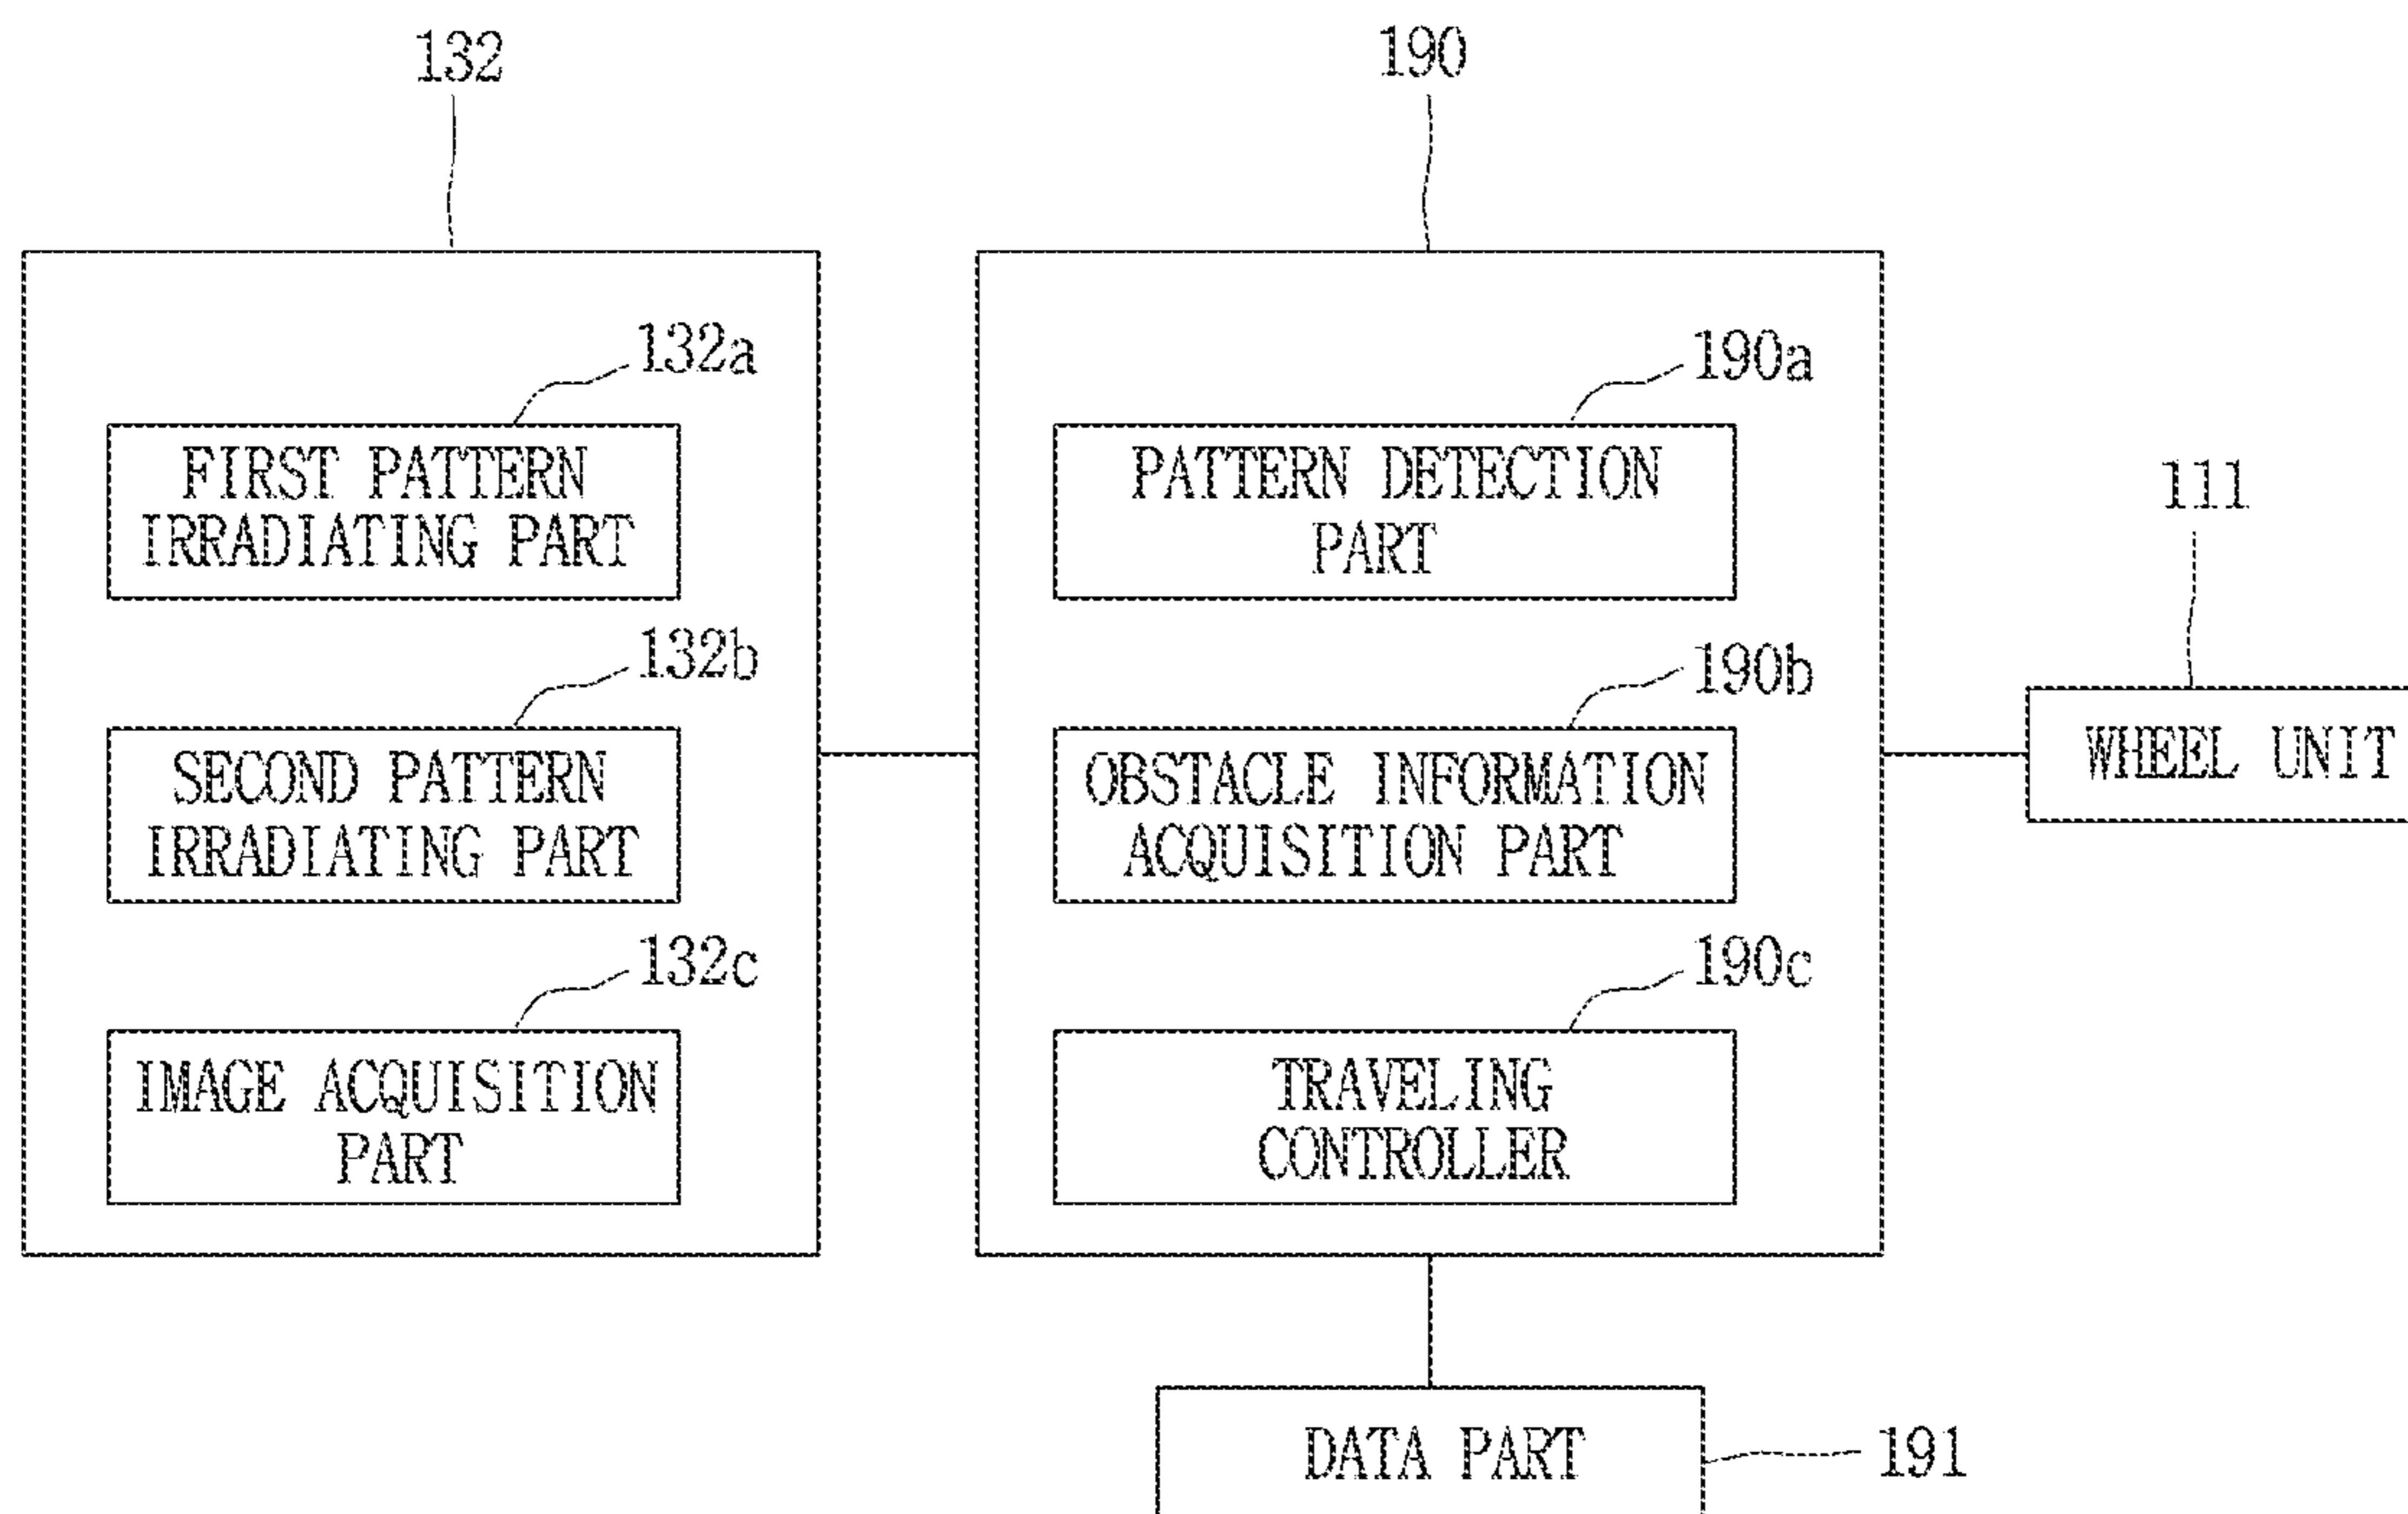 132
190
132a
FIRST PATTERN
IRRADIATING PART
132b
SECOND PATTERN
IRRADIATING PART
132c
IMAGE ACQUISITION
PART
190a
PATTERN DETECTION
PART
190b
OBSTACLE INFORMATION
ACQUISITION PART
190c
TRAVELING
CONTROLLER
111
WHEEL UNIT
DATA PART
191